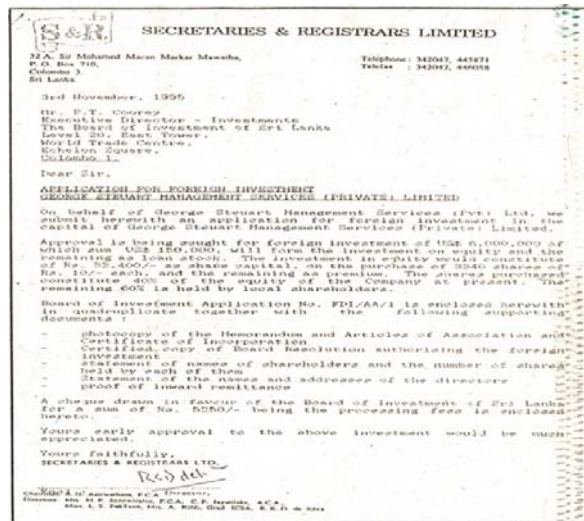 S&R.
SECRETARIES & REGISTRARS LIMITED
32 A, Sir Mohamed Macan Markar Mawatha,
P. O. Box 710,
Colombo 3.
Sri Lanka
Telephone : 342047, 445871
Telefax : 342047, 449058
3rd November, 1995
Mr. P.T. Coorey
Executive Director - Investments
The Board of Investment of Sri Lanka
Level 20, East Tower,
World Trade Centre,
Echelon Square,
Colombo 1.
Dear Sir,
APPLICATION FOR FOREIGN INVESTMENT
GEORGE STEUART MANAGEMENT SERVICES (PRIVATE) LIMITED
On behalf of George Steuart Management Services (Pvt) Ltd, we
submit herewith an application for foreign investment in the
capital of George Steuart Management Services (Private) Limited.
Approval is being sought for foreign investment of US$ 6,000,000 of
which sum US$ 150,000, will form the investment on equity and the
remaining as loan stock. The investment in equity would constitute
of Rs. /- as share capital, on the purchase of shares of
Rs. 10/- each, and the remaining as premium. The shares purchased
constitute 40% of the equity of the Company at present. The
remaining 60% is held by local shareholders.
Board of Investment Application No. FDI/AA/1 is enclosed herewith
in quadruplicate together with the following supporting
documents :
- photocopy of the Memorandum and Articles of Association and
Certificate of Incorporation
- Certified copy of Board Resolution authorising the foreign
investment
- statement of names of shareholders and the number of shares
held by each of them
- Statement of the names and addresses of the directors
- proof of inward remittance
A cheque drawn in favour of the Board of Investment of Sri Lanka
for a sum of Rs. 5250/- being the processing fees is enclosed
hereto.
Yours early approval to the above investment would be much
appreciated.
Yours faithfully,
SECRETARIES & REGISTRARS LTD.
Director,